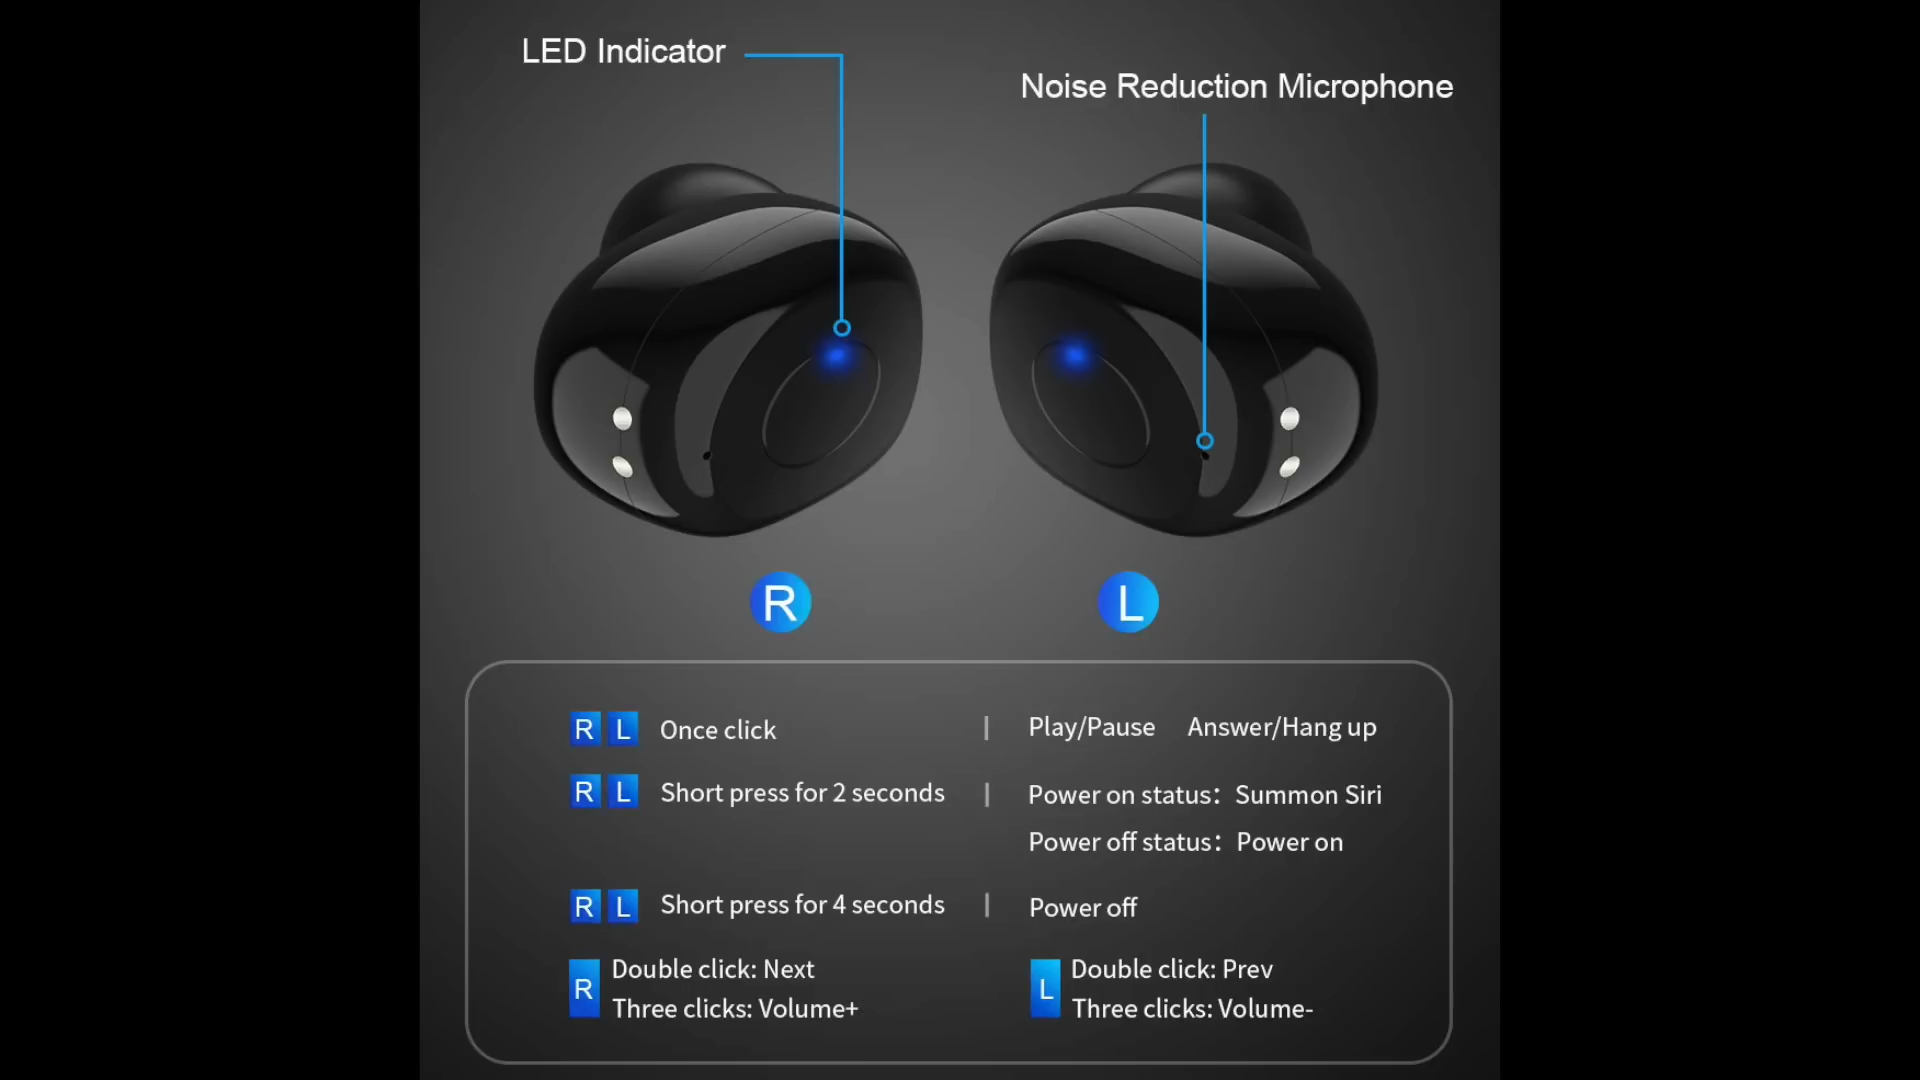 LED Indicator
Noise Reduction Microphone
R
L
R L Once click | Play/Pause Answer/Hang up
R L Short press for 2 seconds | Power on status: Summon Siri
Power off status: Power on
R L Short press for 4 seconds | Power off
R Double click: Next
Three clicks: Volume+
L Double click: Prev
Three clicks: Volume-